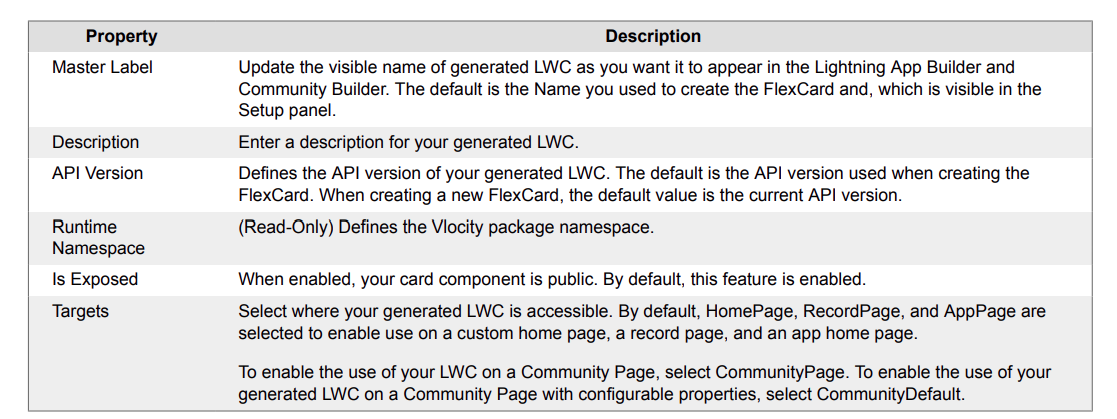 Property Description
Master Label Update the visible name of generated LWC as you want it to appear in the Lightning App Builder and
Community Builder. The default is the Name you used to create the FlexCard and, which is visible in the
Setup panel.
Description Enter a description for your generated LWC.
API Version Defines the API version of your generated LWC. The default is the API version used when creating the
FlexCard. When creating a new FlexCard, the default value is the current API version.
Runtime (Read-Only) Defines the Vlocity package namespace.
Namespace
Is Exposed When enabled, your card component is public. By default, this feature is enabled.
Targets Select where your generated LWC is accessible. By default, HomePage, RecordPage, and AppPage are
selected to enable use on a custom home page, a record page, and an app home page.
To enable the use of your LWC on a Community Page, select CommunityPage. To enable the use of your
generated LWC on a Community Page with configurable properties, select CommunityDefault.